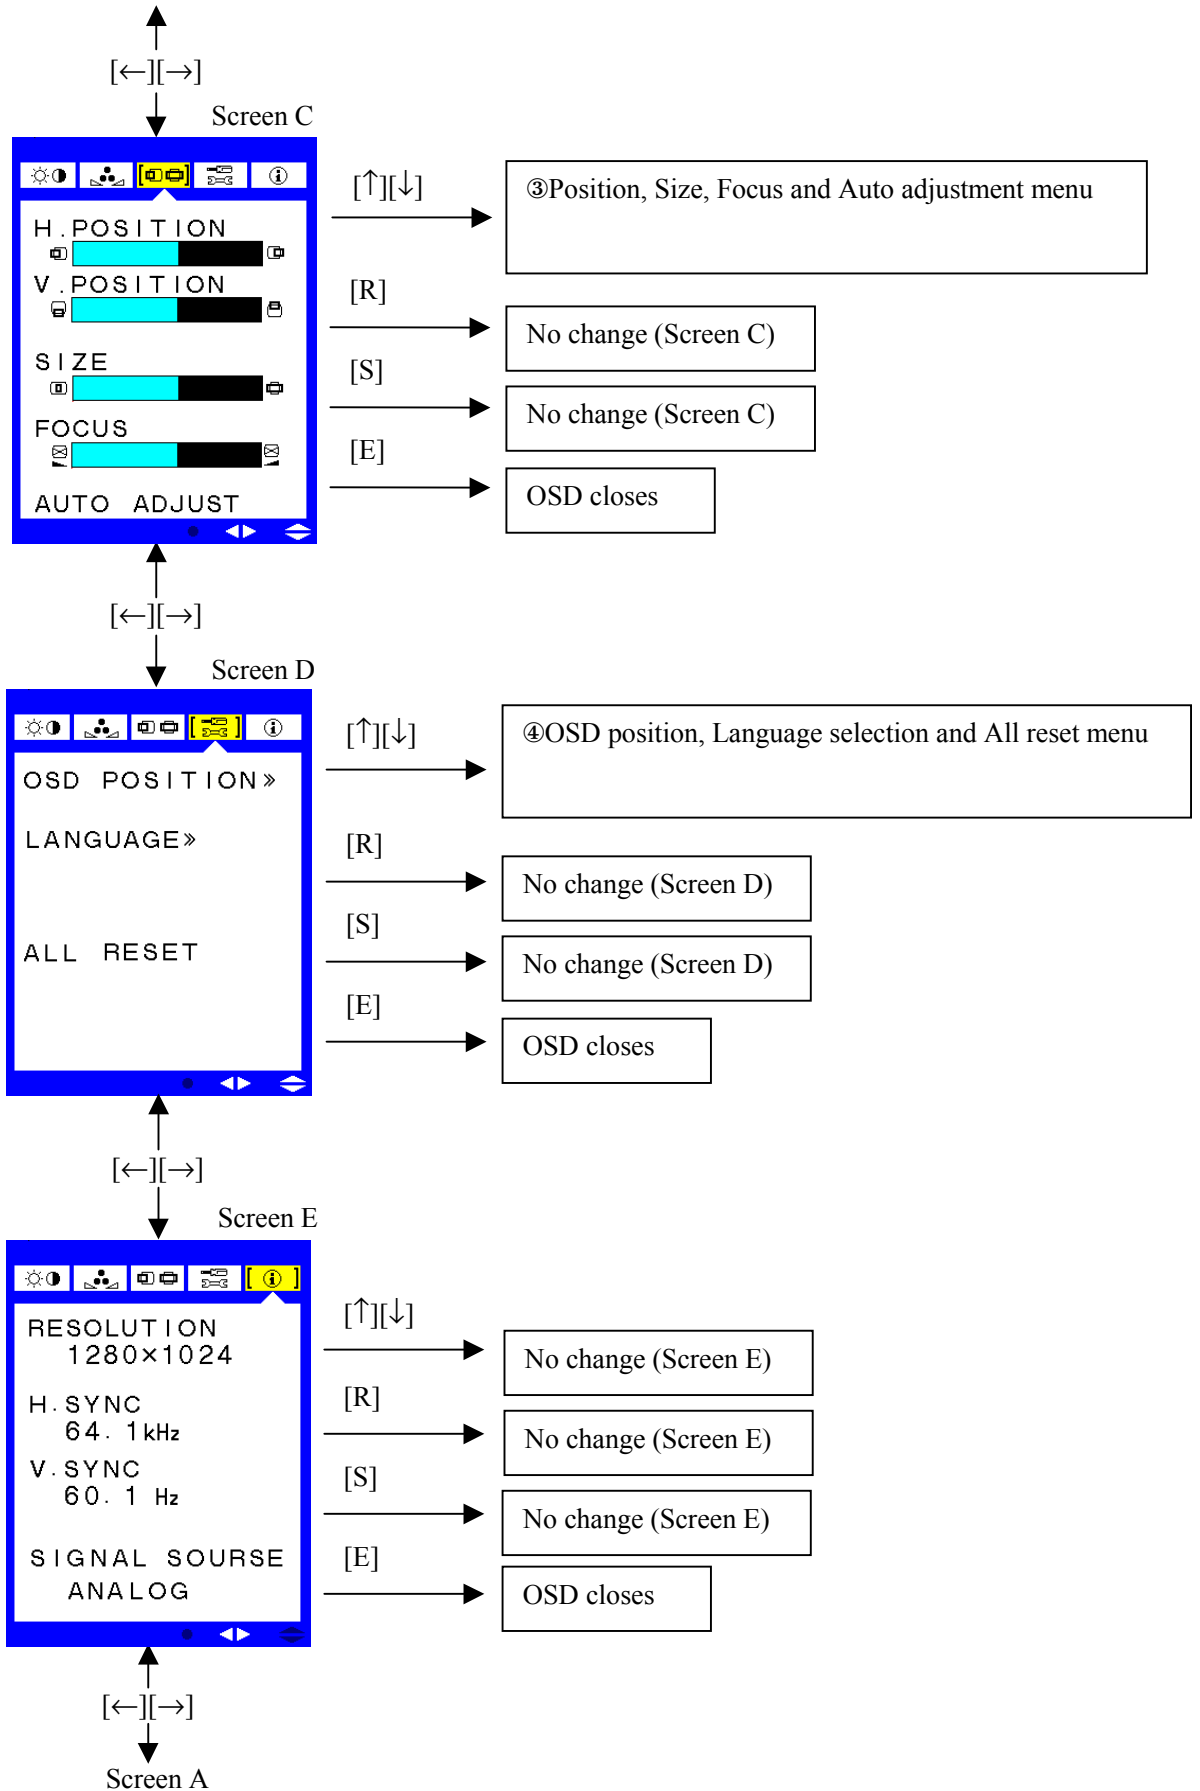 [←][→]
Screen C
H.POSITION
V.POSITION
SIZE
FOCUS
AUTO ADJUST
[↑][↓]
③Position, Size, Focus and Auto adjustment menu
[R]
No change (Screen C)
[S]
No change (Screen C)
[E]
OSD closes
[←][→]
Screen D
OSD POSITION»
LANGUAGE»
ALL RESET
[↑][↓]
④OSD position, Language selection and All reset menu
[R]
No change (Screen D)
[S]
No change (Screen D)
[E]
OSD closes
[←][→]
Screen E
RESOLUTION
1280×1024
H.SYNC
64.1kHz
V.SYNC
60.1 Hz
SIGNAL SOURSE
ANALOG
[↑][↓]
No change (Screen E)
[R]
No change (Screen E)
[S]
No change (Screen E)
[E]
OSD closes
[←][→]
Screen A